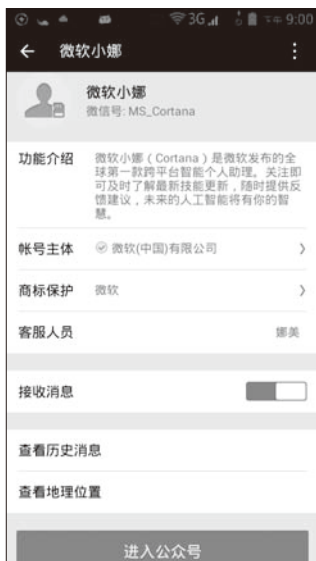 3G 下午9:00
微软小娜
微软小娜
微信号: MS_Cortana
功能介绍 微软小娜（Cortana）是微软发布的全
球第一款跨平台智能个人助理。关注即
可及时了解最新技能更新，随时提供反
馈建议，未来的人工智能将有你的智
慧。
帐号主体 微软(中国)有限公司
商标保护 微软
客服人员 娜美
接收消息
查看历史消息
查看地理位置
进入公众号